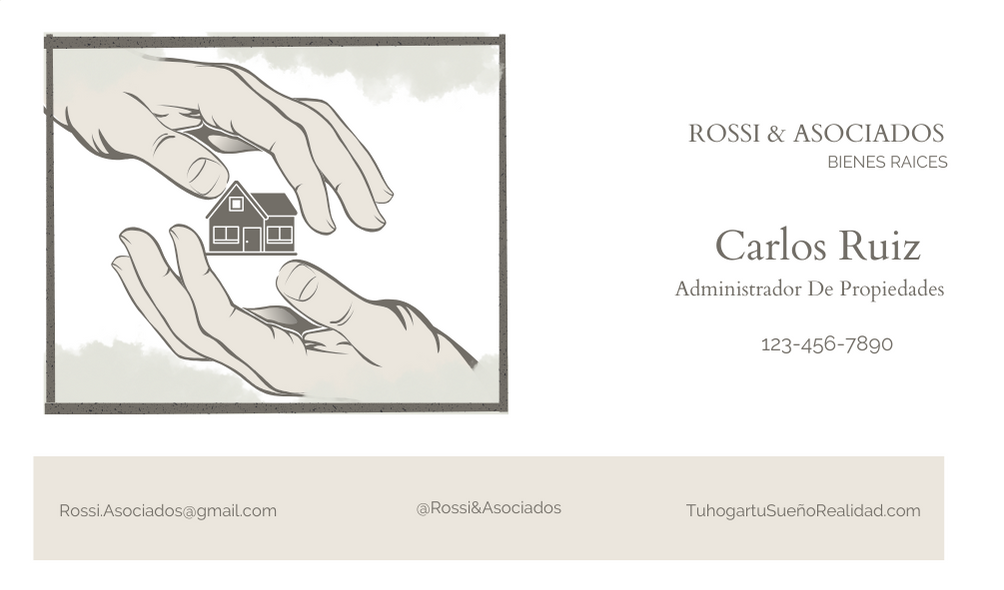 ROSSI & ASOCIADOS
BIENES RAICES
Carlos Ruiz
Administrador De Propiedades
123-456-7890
Rossi.Asociados@gmail.com
@Rossi&Asociados
TuhogartuSueñoRealidad.com